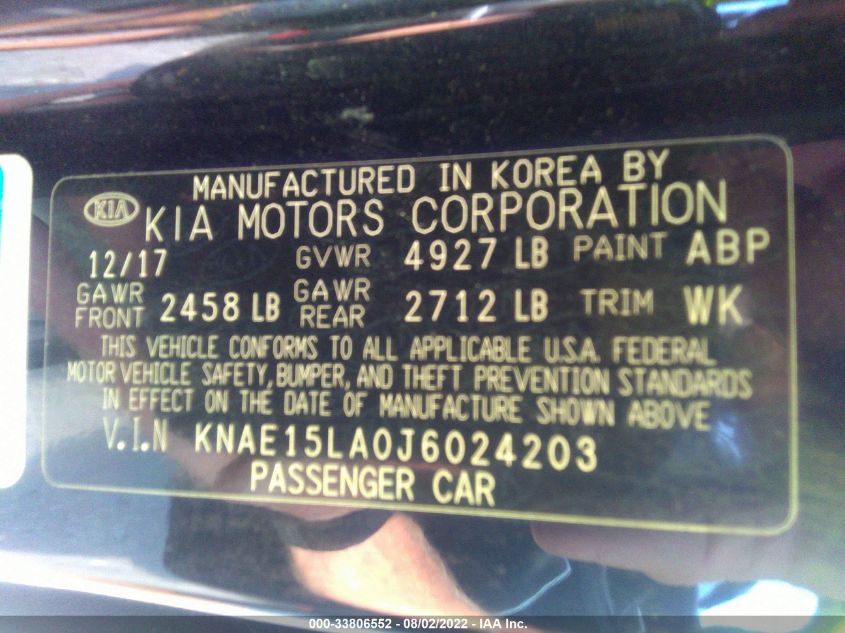 MANUFACTURED IN KOREA BY
KIA KIA MOTORS CORPORATION
12/17 GVWR 4927 LB PAINT ABP
GAWR FRONT 2458 LB GAWR REAR 2712 LB TRIM WK
THIS VEHICLE CONFORMS TO ALL APPLICABLE U.S.A. FEDERAL
MOTOR VEHICLE SAFETY, BUMPER, AND THEFT PREVENTION STANDARDS
IN EFFECT ON THE DATE OF MANUFACTURE SHOWN ABOVE
V.I.N KNAE15LA0J6024203
PASSENGER CAR
000-33806552 - 08/02/2022 - IAA Inc.